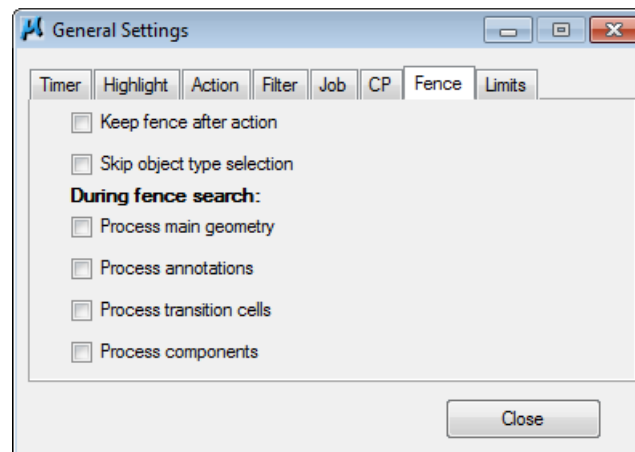 General Settings
Timer Highlight Action Filter Job CP Fence Limits
Keep fence after action
Skip object type selection
During fence search:
Process main geometry
Process annotations
Process transition cells
Process components
Close